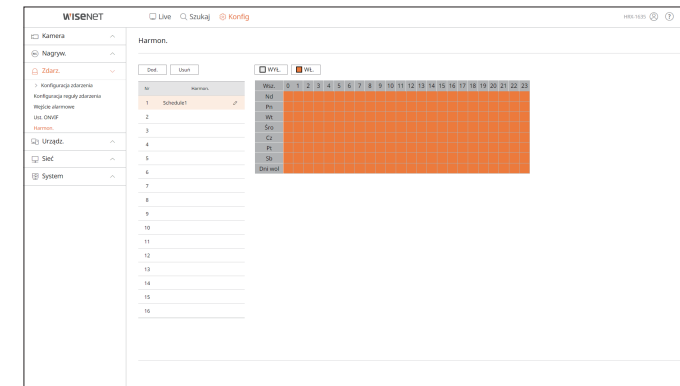 WISENET Live Szukaj Konfig HRX-1635 ?
Kamera
Nagryw.
Zdarz.
> Konfiguracja zdarzenia
Konfiguracja reguły zdarzenia
Wejście alarmowe
Ust. ONVIF
Harmon.
Urządz.
Sieć
System
Harmon.
Dod. Usuń
Nr Harmon.
1 Schedule1
2
3
4
5
6
7
8
9
10
11
12
13
14
15
16
WYŁ. WŁ.
Wsz. 0 1 2 3 4 5 6 7 8 9 10 11 12 13 14 15 16 17 18 19 20 21 22 23
Nd
Pn
Wt
Śro
Cz
Pt
Sb
Dni wol